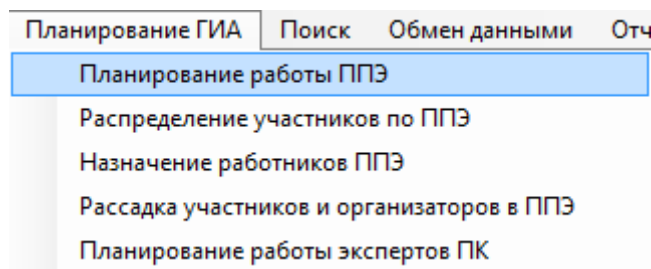 Планирование ГИА Поиск Обмен данными Отч
Планирование работы ППЭ
Распределение участников по ППЭ
Назначение работников ППЭ
Рассадка участников и организаторов в ППЭ
Планирование работы экспертов ПК